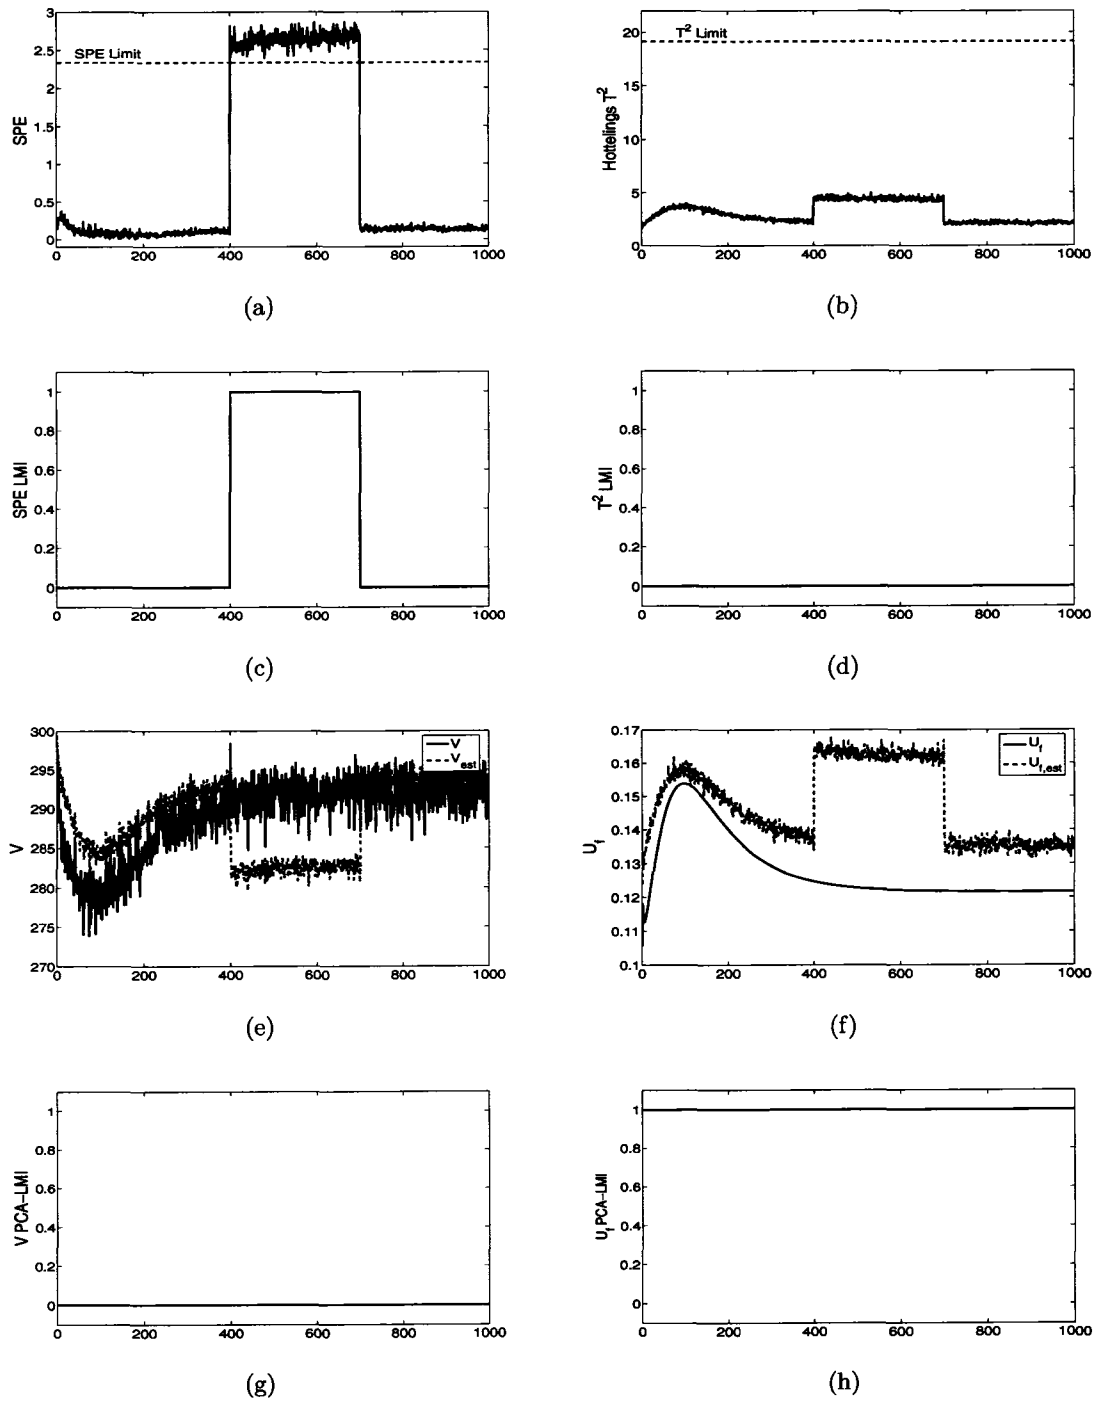 3
2.5
2
1.5
1
0.5
0
SPE
SPE Limit
0 200 400 600 800 1000
(a)
20
15
10
5
0
Hottelings T²
T² Limit
0 200 400 600 800 1000
(b)
1
0.8
0.6
0.4
0.2
0
SPE LMI
0 200 400 600 800 1000
(c)
1
0.8
0.6
0.4
0.2
0
T² LMI
0 200 400 600 800 1000
(d)
300
295
290
285
280
275
270
V
V
V_est
0 200 400 600 800 1000
(e)
0.17
0.16
0.15
0.14
0.13
0.12
0.11
0.1
U_f
U_f
U_f,est
0 200 400 600 800 1000
(f)
1
0.8
0.6
0.4
0.2
0
V PCA-LMI
0 200 400 600 800 1000
(g)
1
0.8
0.6
0.4
0.2
0
U_f PCA-LMI
0 200 400 600 800 1000
(h)